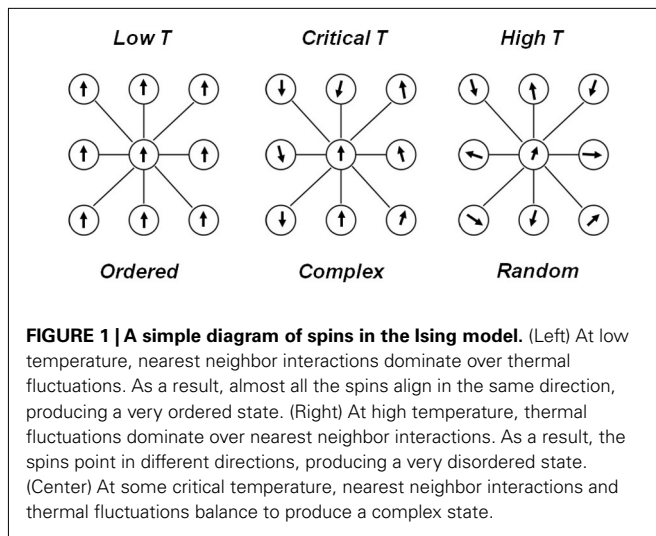 Low T Critical T High T
Ordered Complex Random
FIGURE 1 | A simple diagram of spins in the Ising model. (Left) At low
temperature, nearest neighbor interactions dominate over thermal
fluctuations. As a result, almost all the spins align in the same direction,
producing a very ordered state. (Right) At high temperature, thermal
fluctuations dominate over nearest neighbor interactions. As a result, the
spins point in different directions, producing a very disordered state.
(Center) At some critical temperature, nearest neighbor interactions and
thermal fluctuations balance to produce a complex state.